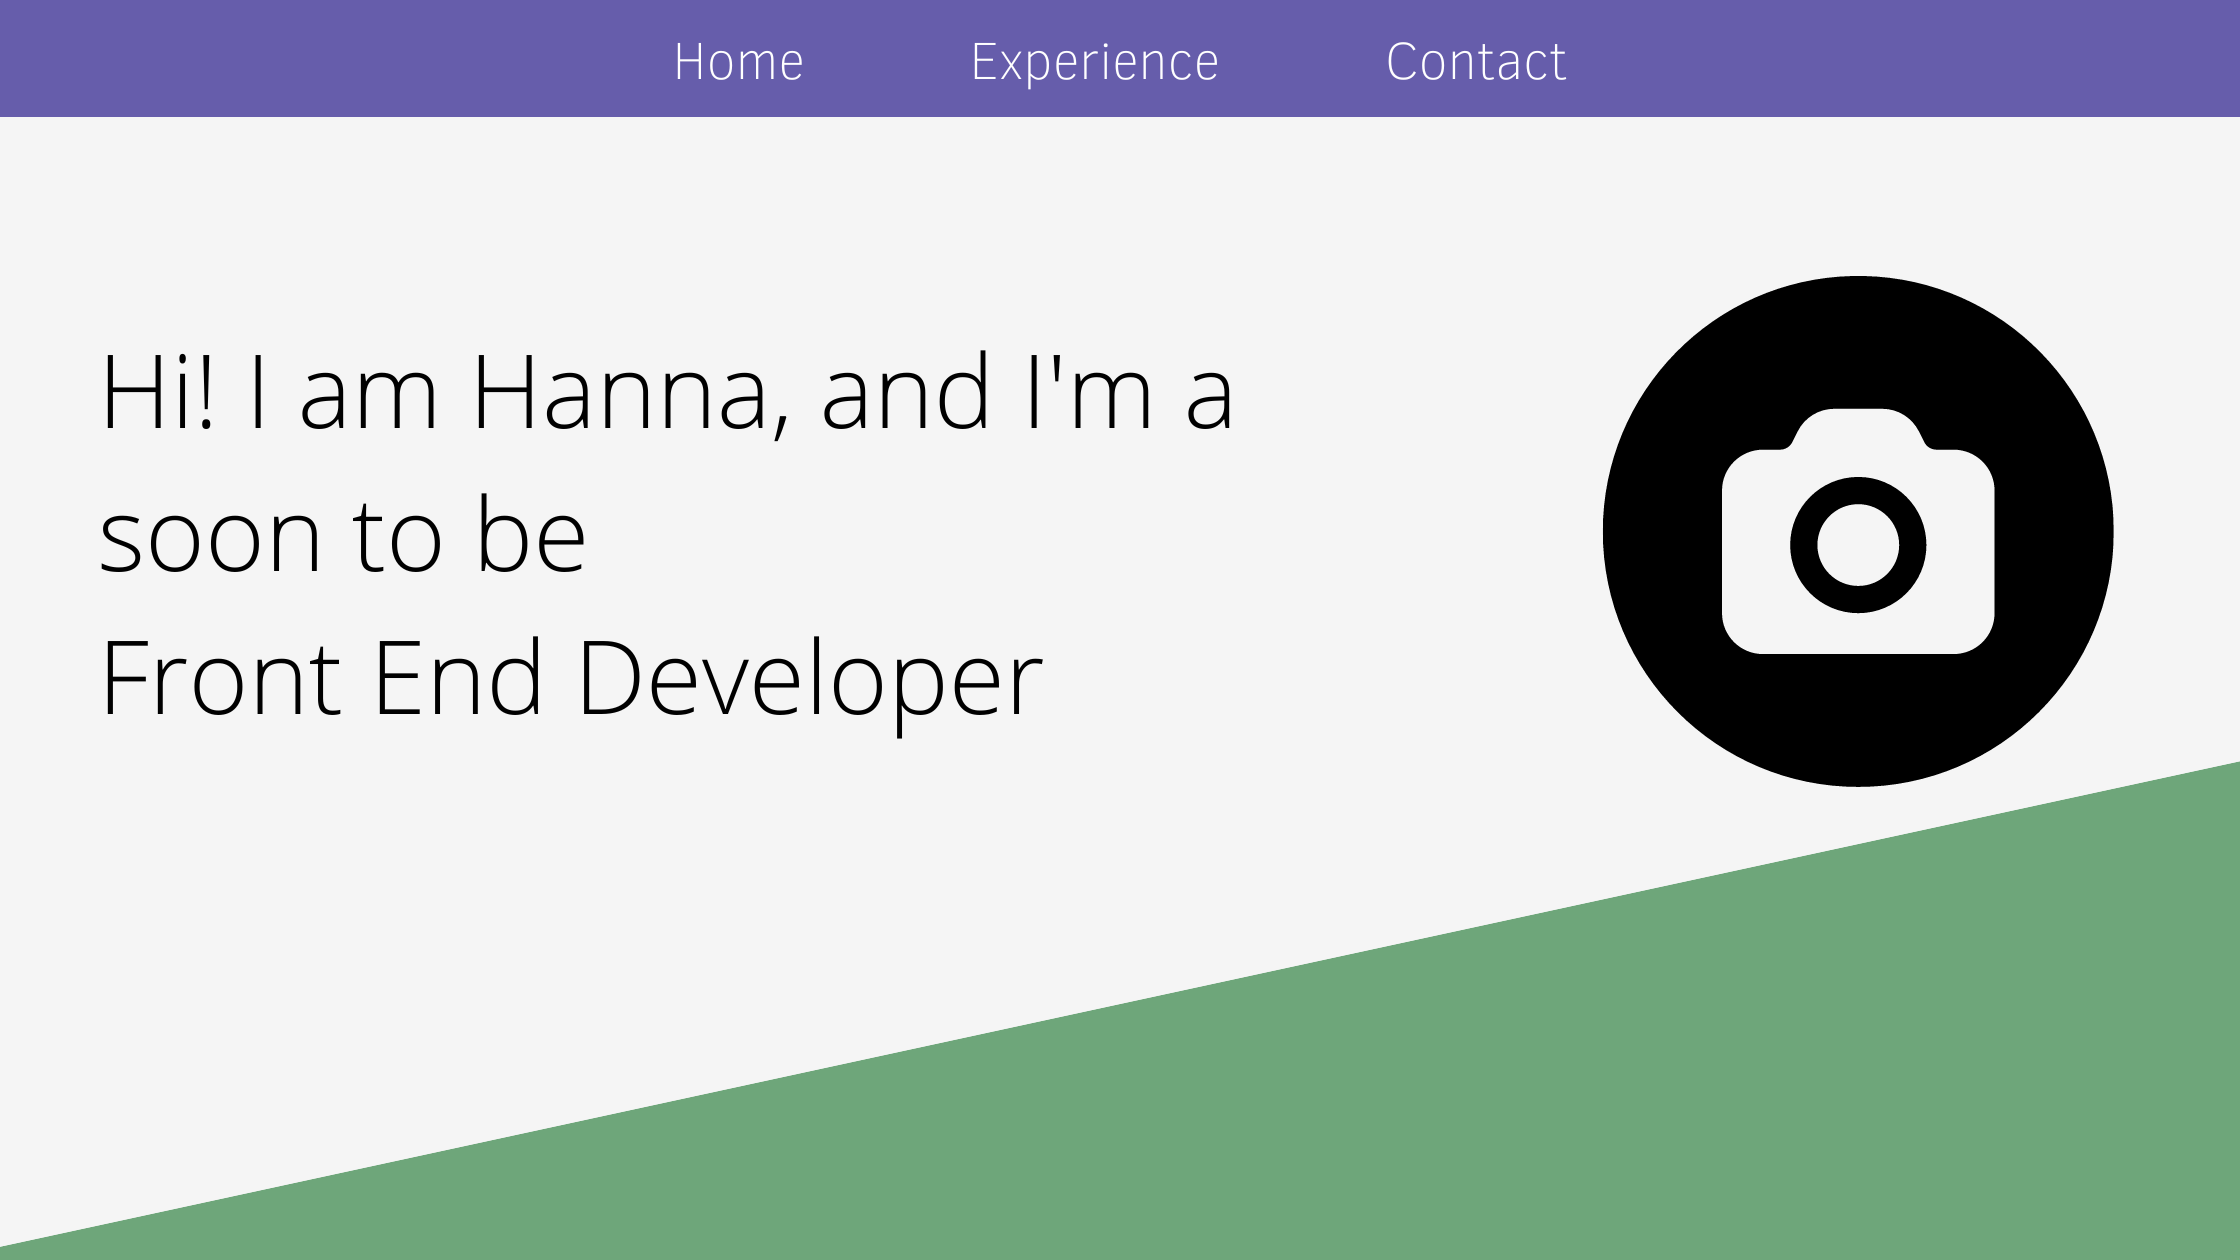 Home Experience Contact
Hi! I am Hanna, and I'm a
soon to be
Front End Developer